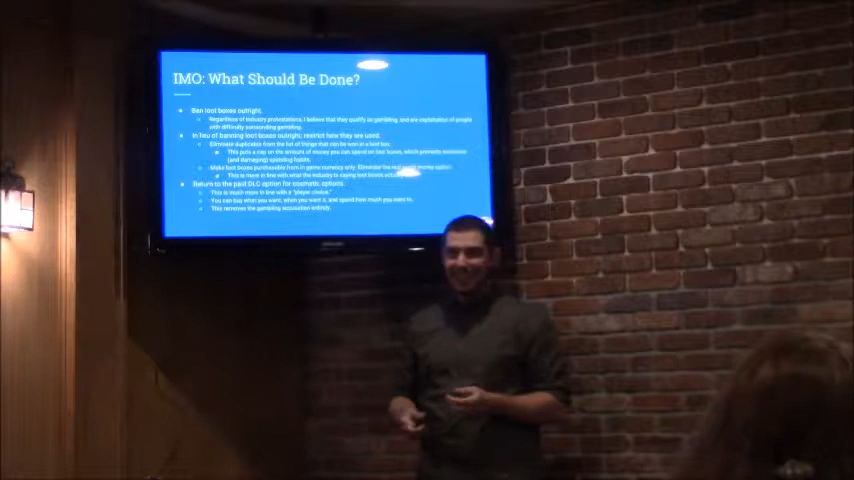 IMO: What Should Be Done?
Ban loot boxes outright.
Regardless of industry protestations, I believe that they qualify as gambling, and are exploitative of people
with difficulty surrounding gambling.
In lieu of banning loot boxes outright, restrict how they are used.
Eliminate duplicates from the list of things that can be won in a loot box.
This puts a cap on the amount of money you can spend on loot boxes, which prevents excessive
(and damaging) spending habits.
Make loot boxes purchasable from in game currency only. Eliminate the real money option
This is more in line with what the industry is saying loot boxes
Return to the paid DLC option for cosmetic options.
This is much more in line with a "player choice."
You can buy what you want, when you want it, and spend how much you want to.
This removes the gambling accusation entirely.